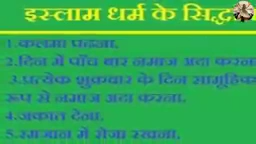 इस्लाम धर्म के सिद्ध
1.कलमा पढना.
2.दिन में पाँच बार नमाज अदा करना
3.प्रत्येक शुक्रवार के दिन सामूहिक
रूप से नमाज अदा करना.
4.जकात देना.
5.रमजान में रोजा रखना.